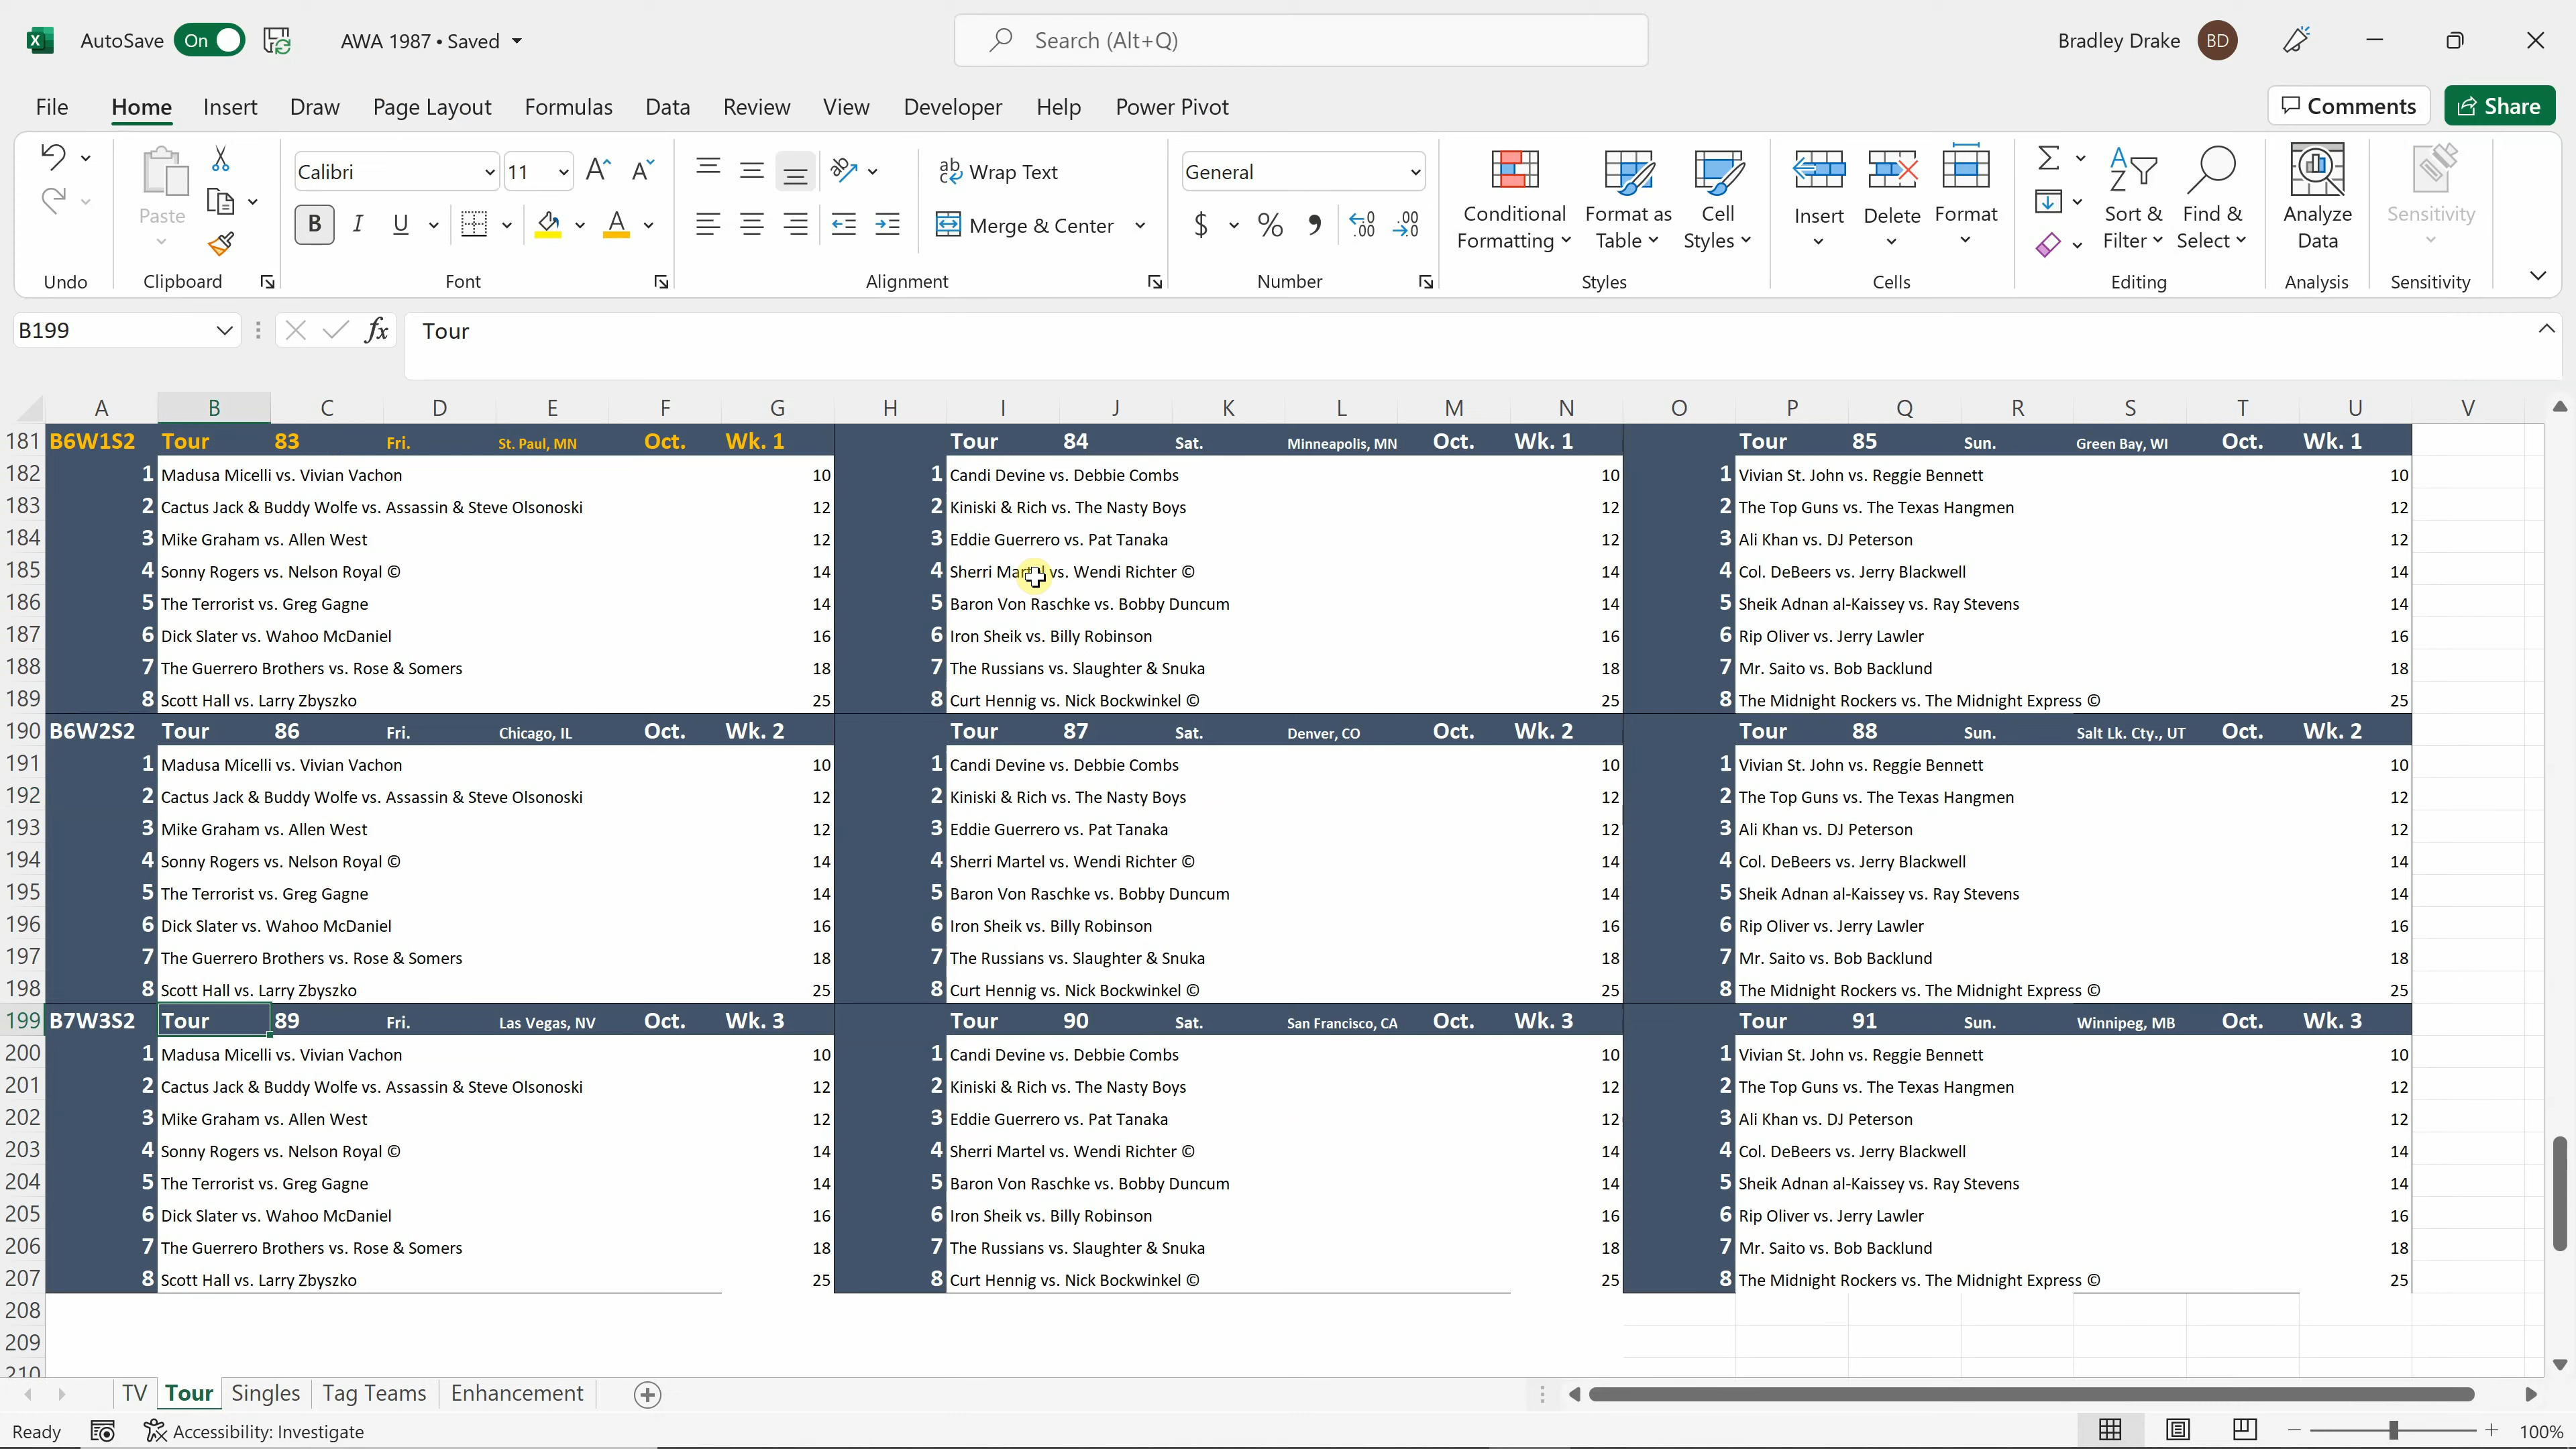 AutoSave On AWA 1987 • Saved Search (Alt+Q) Bradley Drake BD
File Home Insert Draw Page Layout Formulas Data Review View Developer Help Power Pivot Comments Share
Calibri 11 Wrap Text General
Paste B I U Merge & Center $ % Conditional Formatting Format as Table Cell Styles Insert Delete Format Sort & Filter Find & Select Analyze Data Sensitivity
Undo Clipboard Font Alignment Number Styles Cells Editing Analysis Sensitivity
B199 fx Tour
A B C D E F G H I J K L M N O P Q R S T U V
181 B6W1S2 Tour 83 Fri. St. Paul, MN Oct. Wk. 1 Tour 84 Sat. Minneapolis, MN Oct. Wk. 1 Tour 85 Sun. Green Bay, WI Oct. Wk. 1
182 1 Madusa Micelli vs. Vivian Vachon 10 1 Candi Devine vs. Debbie Combs 10 1 Vivian St. John vs. Reggie Bennett 10
183 2 Cactus Jack & Buddy Wolfe vs. Assassin & Steve Olsonoski 12 2 Kiniski & Rich vs. The Nasty Boys 12 2 The Top Guns vs. The Texas Hangmen 12
184 3 Mike Graham vs. Allen West 12 3 Eddie Guerrero vs. Pat Tanaka 12 3 Ali Khan vs. DJ Peterson 12
185 4 Sonny Rogers vs. Nelson Royal © 14 4 Sherri Martel vs. Wendi Richter © 14 4 Col. DeBeers vs. Jerry Blackwell 14
186 5 The Terrorist vs. Greg Gagne 14 5 Baron Von Raschke vs. Bobby Duncum 14 5 Sheik Adnan al-Kaissey vs. Ray Stevens 14
187 6 Dick Slater vs. Wahoo McDaniel 16 6 Iron Sheik vs. Billy Robinson 16 6 Rip Oliver vs. Jerry Lawler 16
188 7 The Guerrero Brothers vs. Rose & Somers 18 7 The Russians vs. Slaughter & Snuka 18 7 Mr. Saito vs. Bob Backlund 18
189 8 Scott Hall vs. Larry Zbyszko 25 8 Curt Hennig vs. Nick Bockwinkel © 25 8 The Midnight Rockers vs. The Midnight Express © 25
190 B6W2S2 Tour 86 Fri. Chicago, IL Oct. Wk. 2 Tour 87 Sat. Denver, CO Oct. Wk. 2 Tour 88 Sun. Salt Lk. Cty., UT Oct. Wk. 2
191 1 Madusa Micelli vs. Vivian Vachon 10 1 Candi Devine vs. Debbie Combs 10 1 Vivian St. John vs. Reggie Bennett 10
192 2 Cactus Jack & Buddy Wolfe vs. Assassin & Steve Olsonoski 12 2 Kiniski & Rich vs. The Nasty Boys 12 2 The Top Guns vs. The Texas Hangmen 12
193 3 Mike Graham vs. Allen West 12 3 Eddie Guerrero vs. Pat Tanaka 12 3 Ali Khan vs. DJ Peterson 12
194 4 Sonny Rogers vs. Nelson Royal © 14 4 Sherri Martel vs. Wendi Richter © 14 4 Col. DeBeers vs. Jerry Blackwell 14
195 5 The Terrorist vs. Greg Gagne 14 5 Baron Von Raschke vs. Bobby Duncum 14 5 Sheik Adnan al-Kaissey vs. Ray Stevens 14
196 6 Dick Slater vs. Wahoo McDaniel 16 6 Iron Sheik vs. Billy Robinson 16 6 Rip Oliver vs. Jerry Lawler 16
197 7 The Guerrero Brothers vs. Rose & Somers 18 7 The Russians vs. Slaughter & Snuka 18 7 Mr. Saito vs. Bob Backlund 18
198 8 Scott Hall vs. Larry Zbyszko 25 8 Curt Hennig vs. Nick Bockwinkel © 25 8 The Midnight Rockers vs. The Midnight Express © 25
199 B7W3S2 Tour 89 Fri. Las Vegas, NV Oct. Wk. 3 Tour 90 Sat. San Francisco, CA Oct. Wk. 3 Tour 91 Sun. Winnipeg, MB Oct. Wk. 3
200 1 Madusa Micelli vs. Vivian Vachon 10 1 Candi Devine vs. Debbie Combs 10 1 Vivian St. John vs. Reggie Bennett 10
201 2 Cactus Jack & Buddy Wolfe vs. Assassin & Steve Olsonoski 12 2 Kiniski & Rich vs. The Nasty Boys 12 2 The Top Guns vs. The Texas Hangmen 12
202 3 Mike Graham vs. Allen West 12 3 Eddie Guerrero vs. Pat Tanaka 12 3 Ali Khan vs. DJ Peterson 12
203 4 Sonny Rogers vs. Nelson Royal © 14 4 Sherri Martel vs. Wendi Richter © 14 4 Col. DeBeers vs. Jerry Blackwell 14
204 5 The Terrorist vs. Greg Gagne 14 5 Baron Von Raschke vs. Bobby Duncum 14 5 Sheik Adnan al-Kaissey vs. Ray Stevens 14
205 6 Dick Slater vs. Wahoo McDaniel 16 6 Iron Sheik vs. Billy Robinson 16 6 Rip Oliver vs. Jerry Lawler 16
206 7 The Guerrero Brothers vs. Rose & Somers 18 7 The Russians vs. Slaughter & Snuka 18 7 Mr. Saito vs. Bob Backlund 18
207 8 Scott Hall vs. Larry Zbyszko 25 8 Curt Hennig vs. Nick Bockwinkel © 25 8 The Midnight Rockers vs. The Midnight Express © 25
208
209
210
TV Tour Singles Tag Teams Enhancement
Ready Accessibility: Investigate 100%